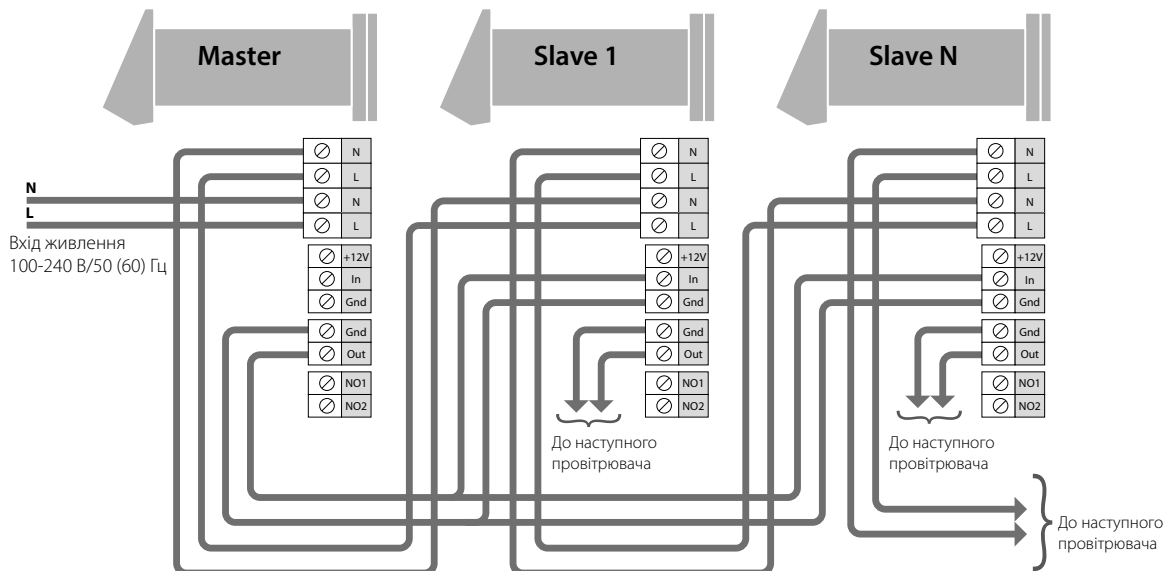 Master
Slave 1
Slave N
N
L
N
L
+12V
In
Gnd
Gnd
Out
NO1
NO2
N
L
N
L
+12V
In
Gnd
Gnd
Out
NO1
NO2
N
L
N
L
+12V
In
Gnd
Gnd
Out
NO1
NO2
N
L
Вхід живлення
100-240 В/50 (60) Гц
До наступного
провітрювача
До наступного
провітрювача
До наступного
провітрювача